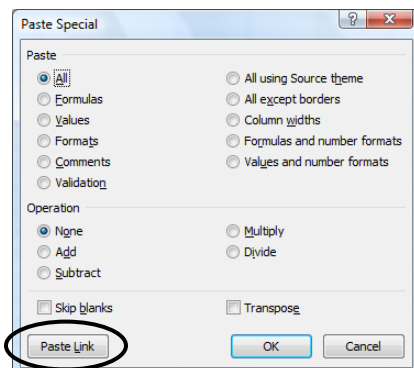 Paste Special
Paste
All
All using Source theme
Formulas
All except borders
Values
Column widths
Formats
Formulas and number formats
Comments
Values and number formats
Validation
Operation
None
Multiply
Add
Divide
Subtract
Skip blanks
Transpose
Paste Link
OK
Cancel